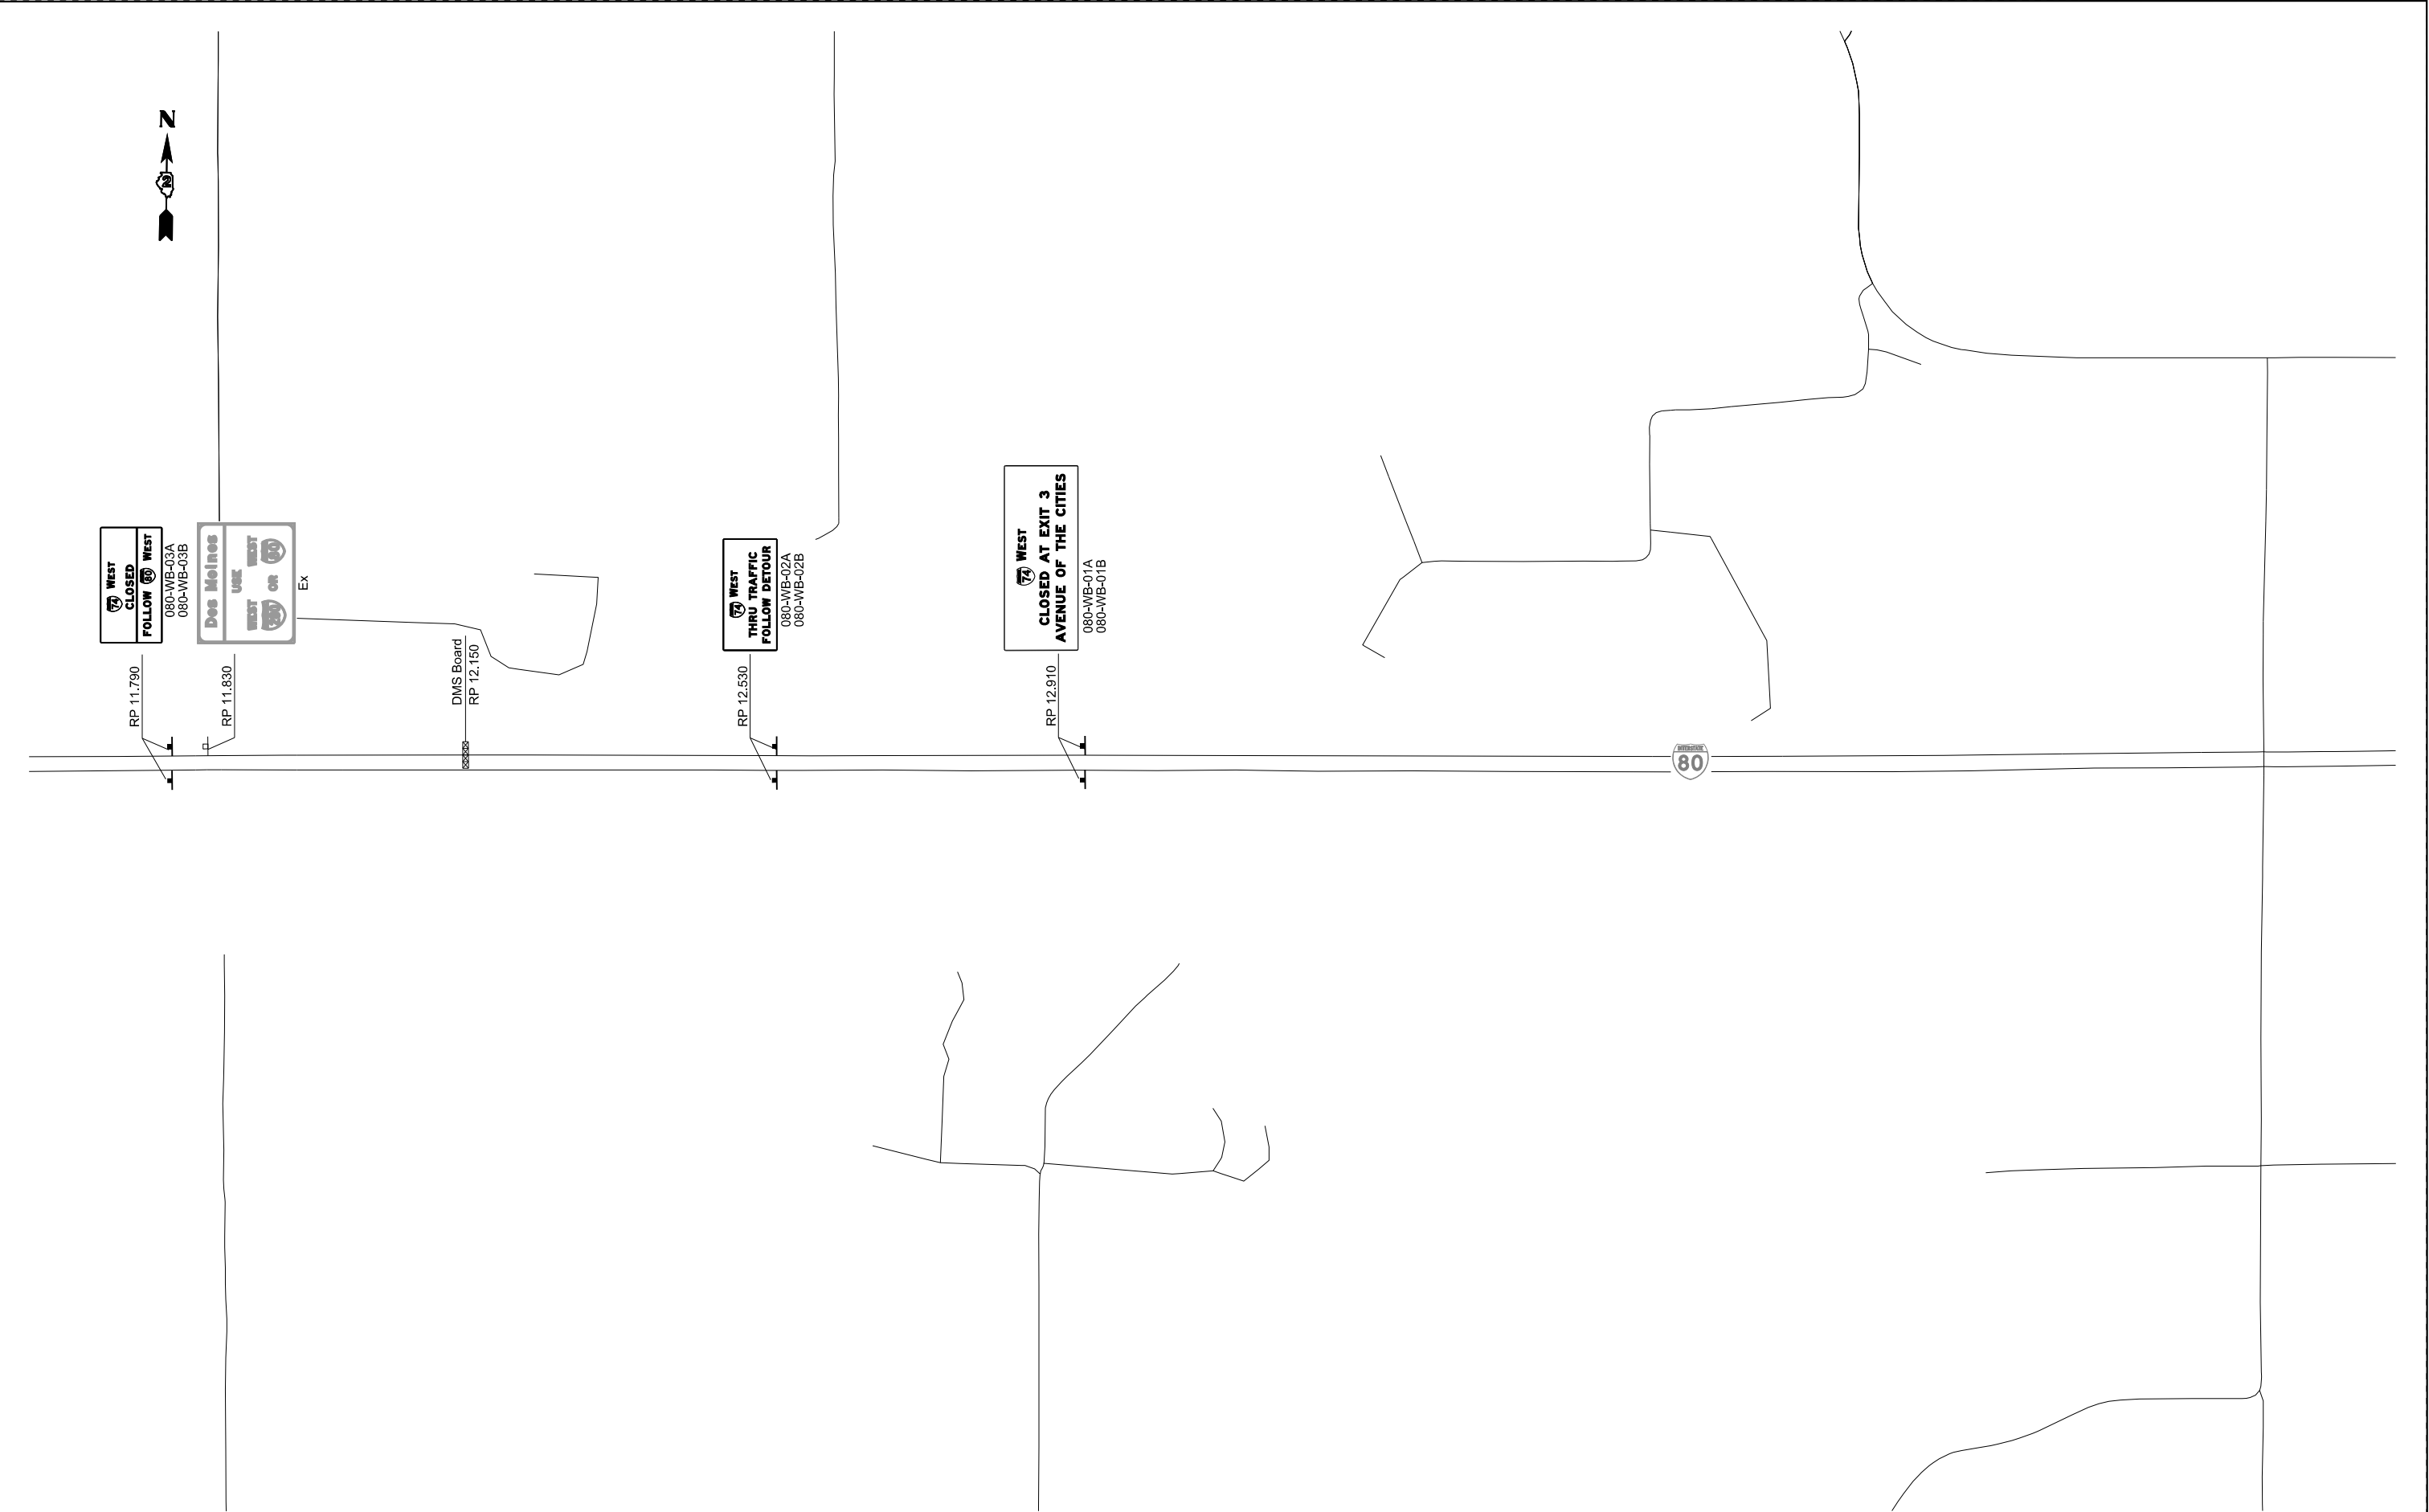 N
74 WEST
CLOSED
FOLLOW 80 WEST
080-WB-03A
080-WB-03B
RP 11.790
Des Moines
USE
WEST OR WEST
280 80
Ex
RP 11.830
DMS Board
RP 12.150
74 WEST
THRU TRAFFIC
FOLLOW DETOUR
080-WB-02A
080-WB-02B
RP 12.530
74 WEST
CLOSED AT EXIT 3
AVENUE OF THE CITIES
080-WB-01A
080-WB-01B
RP 12.910
INTERSTATE
80